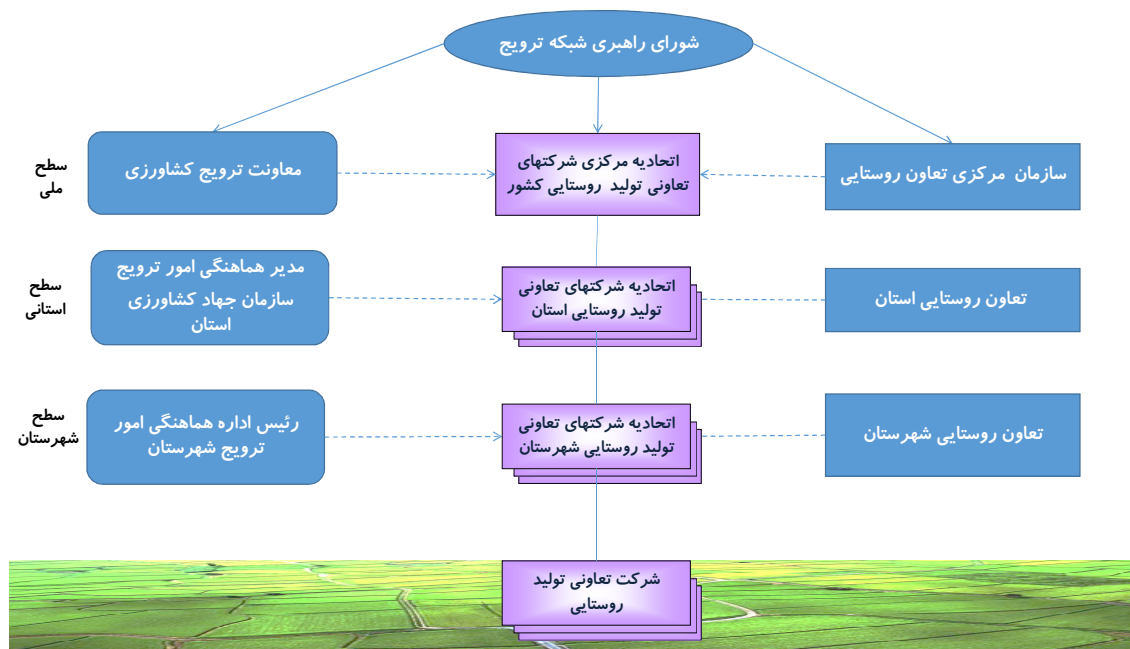 شورای راهبری شبکه ترویج
سطح
ملی
سازمان مرکزی تعاون روستایی
اتحادیه مرکزی شرکتهای
تعاونی تولید روستایی کشور
معاونت ترویج کشاورزی
سطح
استانی
تعاون روستایی استان
اتحادیه شرکتهای تعاونی
تولید روستایی استان
مدیر هماهنگی امور ترویج
سازمان جهاد کشاورزی
استان
سطح
شهرستان
تعاون روستایی شهرستان
اتحادیه شرکتهای تعاونی
تولید روستایی شهرستان
رئیس اداره هماهنگی امور
ترویج شهرستان
شرکت تعاونی تولید
روستایی